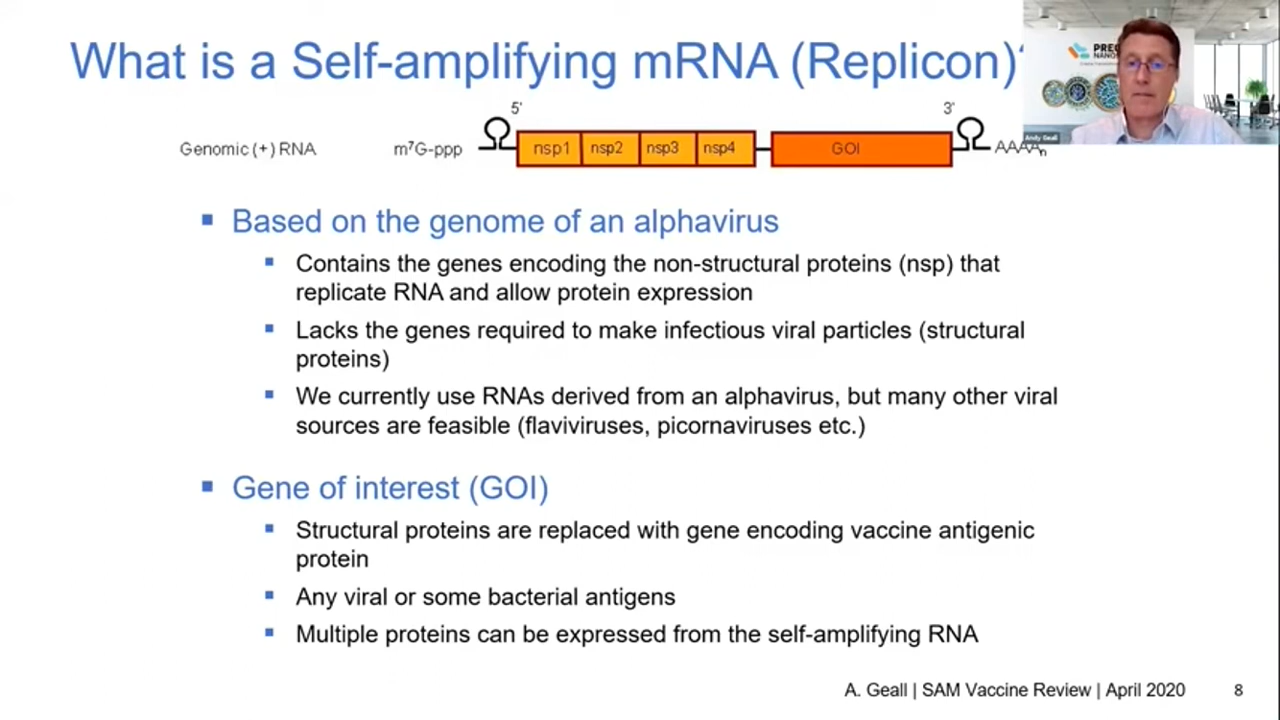 What is a Self-amplifying mRNA (Replicon)?
Andy Geall
5' 3'
Genomic (+) RNA m⁷G-ppp nsp1 nsp2 nsp3 nsp4 GOI AAAAn
Based on the genome of an alphavirus
Contains the genes encoding the non-structural proteins (nsp) that
replicate RNA and allow protein expression
Lacks the genes required to make infectious viral particles (structural
proteins)
We currently use RNAs derived from an alphavirus, but many other viral
sources are feasible (flaviviruses, picornaviruses etc.)
Gene of interest (GOI)
Structural proteins are replaced with gene encoding vaccine antigenic
protein
Any viral or some bacterial antigens
Multiple proteins can be expressed from the self-amplifying RNA
A. Geall | SAM Vaccine Review | April 2020 8